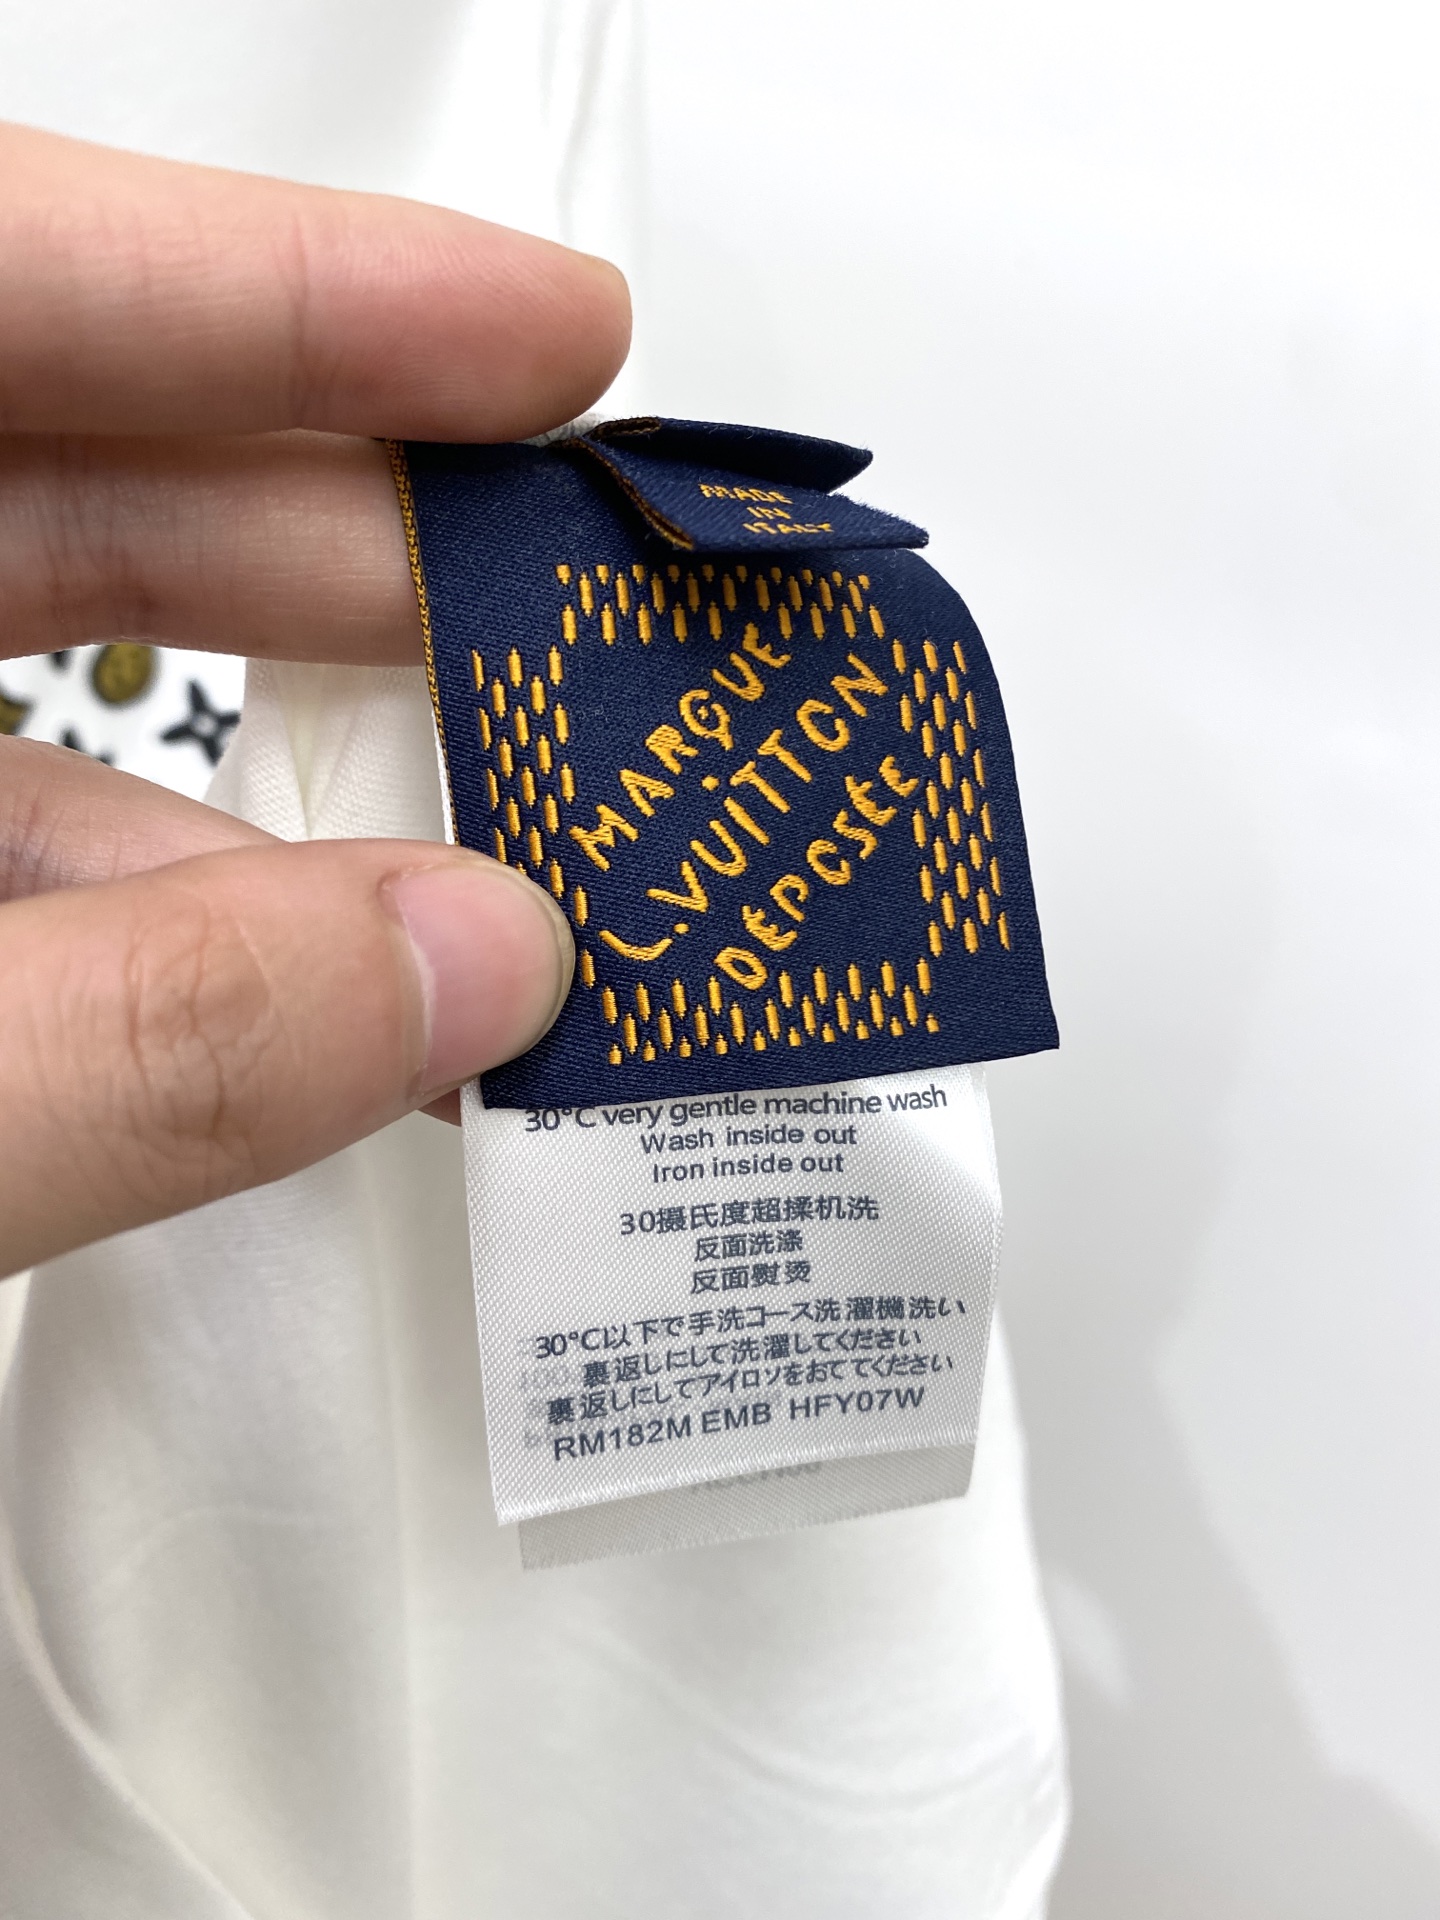 MADE
IN
ITALY
MARQUE
L.VUITTON
DEPOSÉE
30°C very gentle machine wash
Wash inside out
Iron inside out
30摄氏度超揉机洗
反面洗涤
反面熨烫
30°C以下で手洗コース洗濯機洗い
裏返しにして洗濯してください
裏返しにしてアイロンをおててください
RM182M EMB HFY07W